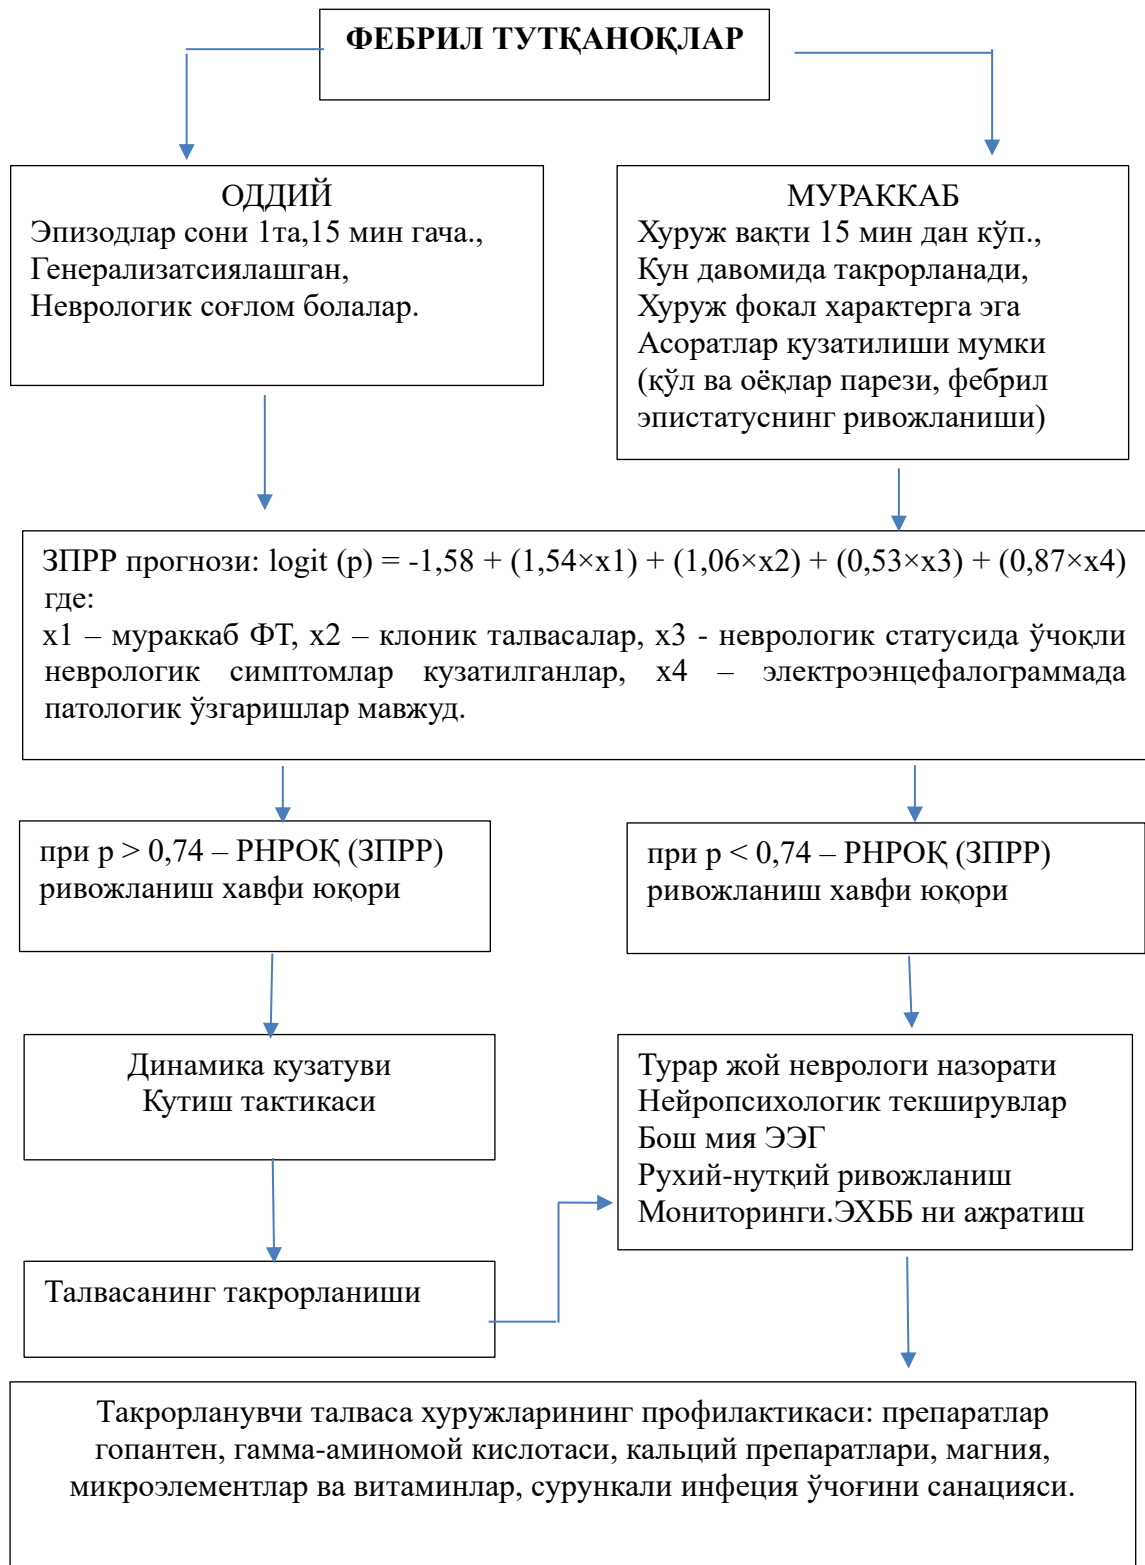 ФЕБРИЛ ТУТҚАНОҚЛАР
ОДДИЙ
Эпизодлар сони 1та,15 мин гача.,
Генерализатсиялашган,
Неврологик соғлом болалар.
МУРАККАБ
Хуруж вақти 15 мин дан кўп.,
Кун давомида такрорланади,
Хуруж фокал характерга эга
Асоратлар кузатилиши мумки
(қўл ва оёқлар парези, фебрил
эпистатуснинг ривожланиши)
ЗПРР прогнози: logit (p) = -1,58 + (1,54×x1) + (1,06×x2) + (0,53×x3) + (0,87×x4)
где:
x1 – мураккаб ФТ, x2 – клоник талвасалар, x3 - неврологик статусида ўчоқли
неврологик симптомлар кузатилганлар, x4 – электроэнцефалограммада
патологик ўзгаришлар мавжуд.
при p > 0,74 – РНРОҚ (ЗПРР)
ривожланиш хавфи юқори
при p < 0,74 – РНРОҚ (ЗПРР)
ривожланиш хавфи юқори
Динамика кузатуви
Кутиш тактикаси
Турар жой неврологи назорати
Нейропсихологик текширувлар
Бош мия ЭЭГ
Рухий-нутқий ривожланиш
Мониторинги.ЭХББ ни ажратиш
Талвасанинг такрорланиши
Такрорланувчи талваса хуружларининг профилактикаси: препаратлар
гопантен, гамма-аминомой кислотаси, кальций препаратлари, магния,
микроэлементлар ва витаминлар, сурункали инфеция ўчоғини санацияси.